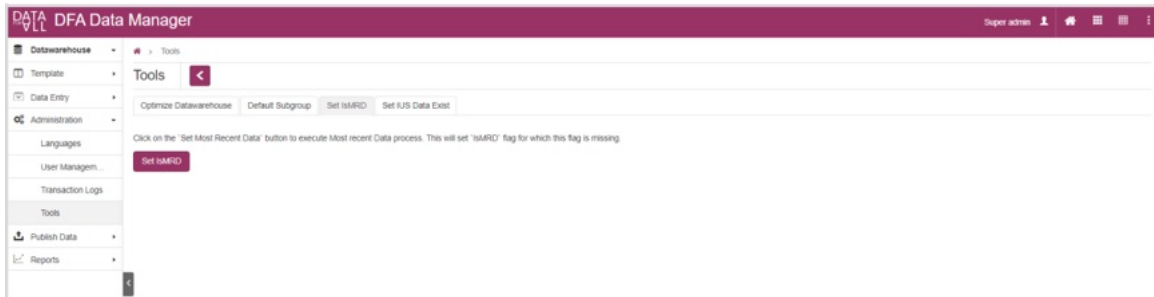 DATA FOR ALL DFA Data Manager
Super admin
Datawarehouse
Template
Data Entry
Administration
Languages
User Managem...
Transaction Logs
Tools
Publish Data
Reports
Tools
Tools
Optimize Datawarehouse Default Subgroup Set IsMRD Set IUS Data Exist
Click on the 'Set Most Recent Data' button to execute Most recent Data process. This will set 'IsMRD' flag for which this flag is missing.
Set IsMRD